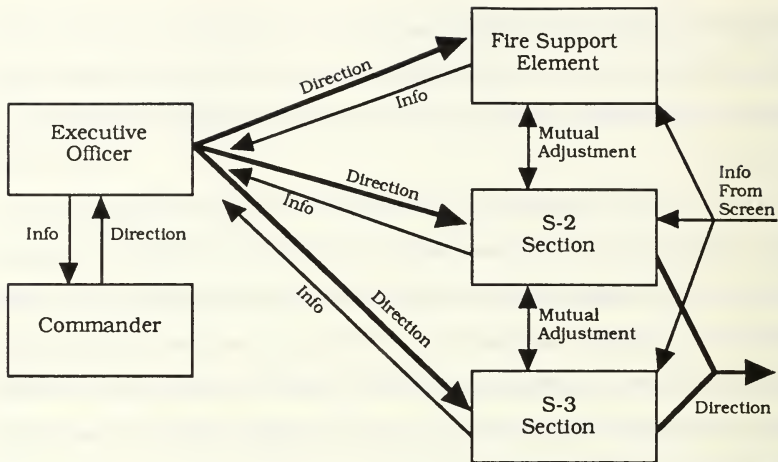 Fire Support
Element
Direction
Info
Executive
Officer
Mutual
Adjustment
Info
From
Screen
Direction
Info
S-2
Section
Info
Direction
Commander
Direction
Info
Mutual
Adjustment
S-3
Section
Direction